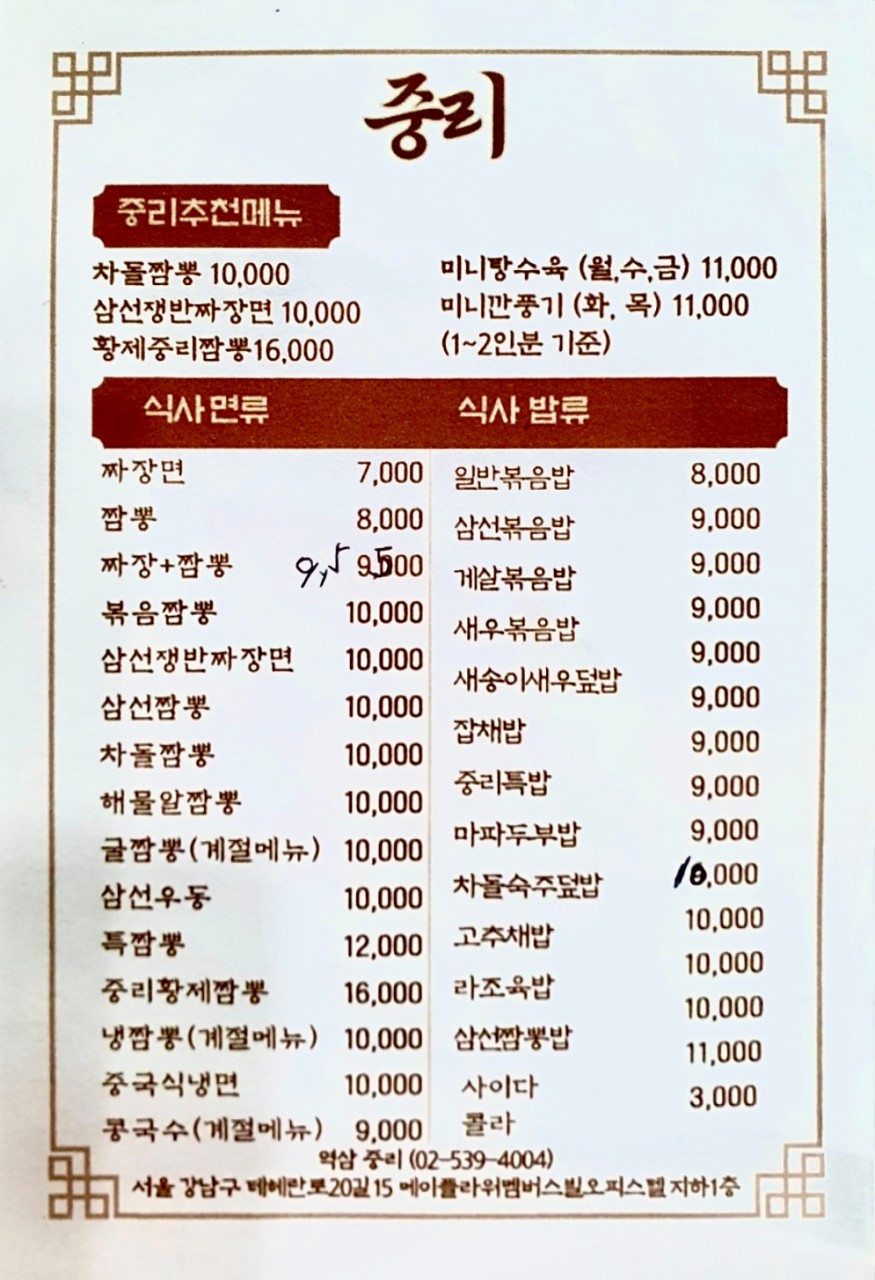 중리
중리추천메뉴
차돌짬뽕 10,000
삼선쟁반짜장면 10,000
황제중리짬뽕16,000
미니탕수육 (월,수,금) 11,000
미니깐풍기 (화, 목) 11,000
(1~2인분 기준)
식사면류
짜장면 7,000
짬뽕 8,000
짜장+짬뽕 9,5 9,500
볶음짬뽕 10,000
삼선쟁반짜장면 10,000
삼선짬뽕 10,000
차돌짬뽕 10,000
해물알짬뽕 10,000
굴짬뽕(계절메뉴) 10,000
삼선우동 10,000
특짬뽕 12,000
중리황제짬뽕 16,000
냉짬뽕(계절메뉴) 10,000
중국식냉면 10,000
콩국수(계절메뉴) 9,000
식사 밥류
일반볶음밥
삼선볶음밥
게살볶음밥
새우볶음밥
새송이새우덮밥
잡채밥
중리특밥
마파두부밥
차돌숙주덮밥
고추채밥
라조육밥
삼선짬뽕밥
사이다
콜라
8,000
9,000
9,000
9,000
9,000
9,000
9,000
9,000
9,000
10,000
10,000
10,000
10,000
11,000
3,000
역삼 중리 (02-539-4004)
서울 강남구 테헤란로20길 15 메이플라워멤버스빌오피스텔 지하1층